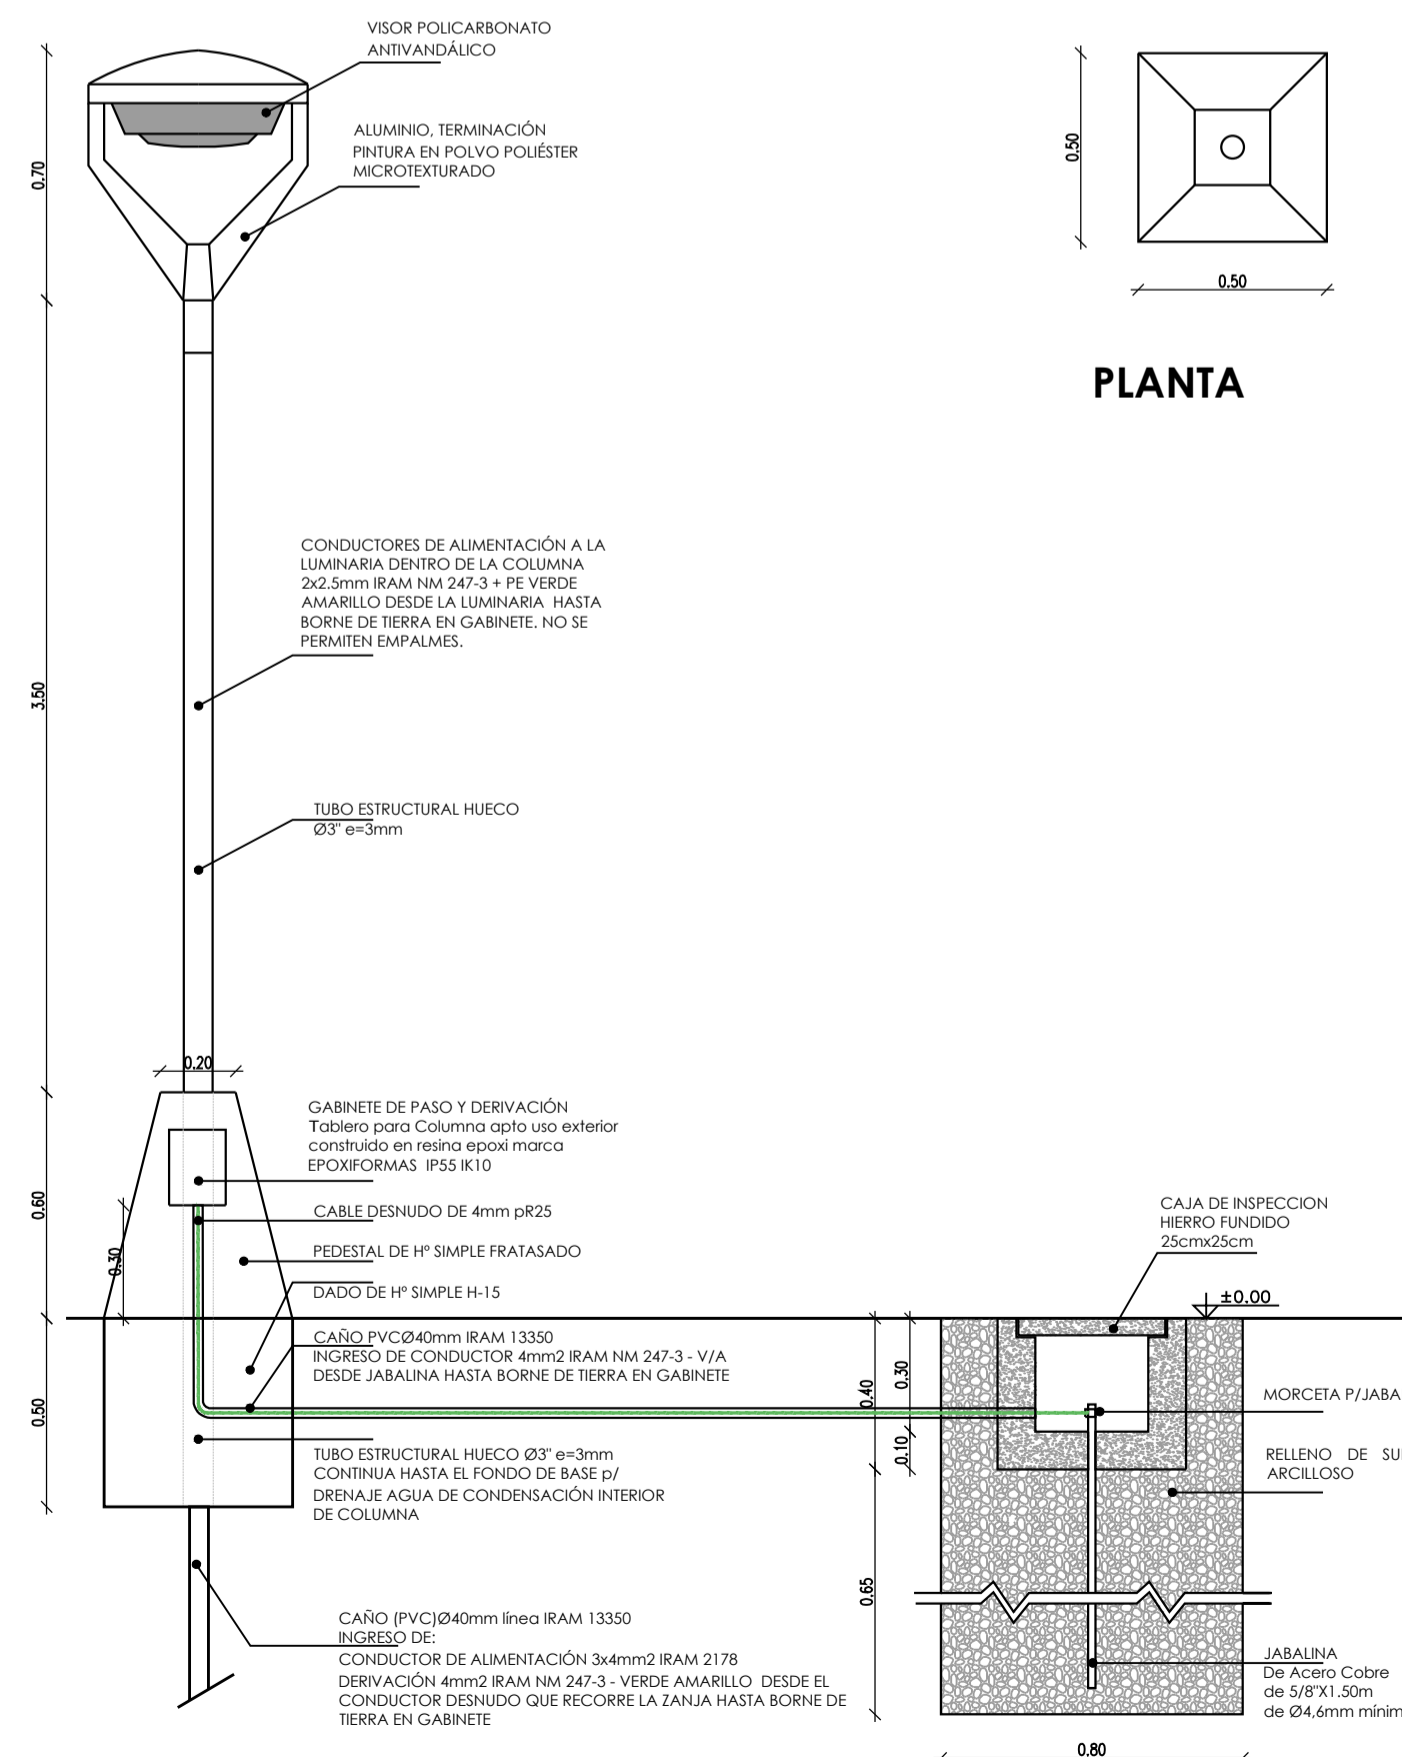 VISOR POLICARBONATO
ANTIVANDÁLICO
ALUMINIO, TERMINACIÓN
PINTURA EN POLVO POLIÉSTER
MICROTEXTURADO
0.70
0.50
0.50
PLANTA
CONDUCTORES DE ALIMENTACIÓN A LA
LUMINARIA DENTRO DE LA COLUMNA
2x2.5mm IRAM NM 247-3 + PE VERDE
AMARILLO DESDE LA LUMINARIA HASTA
BORNE DE TIERRA EN GABINETE. NO SE
PERMITEN EMPALMES.
3.50
TUBO ESTRUCTURAL HUECO
Ø3" e=3mm
0.20
GABINETE DE PASO Y DERIVACIÓN
Tablero para Columna apto uso exterior
construido en resina epoxi marca
EPOXIFORMAS IP55 IK10
0.60
0.30
CABLE DESNUDO DE 4mm pR25
PEDESTAL DE Hº SIMPLE FRATASADO
DADO DE Hº SIMPLE H-15
CAÑO PVCØ40mm IRAM 13350
INGRESO DE CONDUCTOR 4mm2 IRAM NM 247-3 - V/A
DESDE JABALINA HASTA BORNE DE TIERRA EN GABINETE
0.50
TUBO ESTRUCTURAL HUECO Ø3" e=3mm
CONTINUA HASTA EL FONDO DE BASE p/
DRENAJE AGUA DE CONDENSACIÓN INTERIOR
DE COLUMNA
CAÑO (PVC)Ø40mm línea IRAM 13350
INGRESO DE:
CONDUCTOR DE ALIMENTACIÓN 3x4mm2 IRAM 2178
DERIVACIÓN 4mm2 IRAM NM 247-3 - VERDE AMARILLO DESDE EL
CONDUCTOR DESNUDO QUE RECORRE LA ZANJA HASTA BORNE DE
TIERRA EN GABINETE
CAJA DE INSPECCION
HIERRO FUNDIDO
25cmx25cm
±0.00
0.40
0.30
0.10
0.65
MORCETA P/JABA
RELLENO DE SU
ARCILLOSO
JABALINA
De Acero Cobre
de 5/8"X1.50m
de Ø4,6mm mínim
0.80